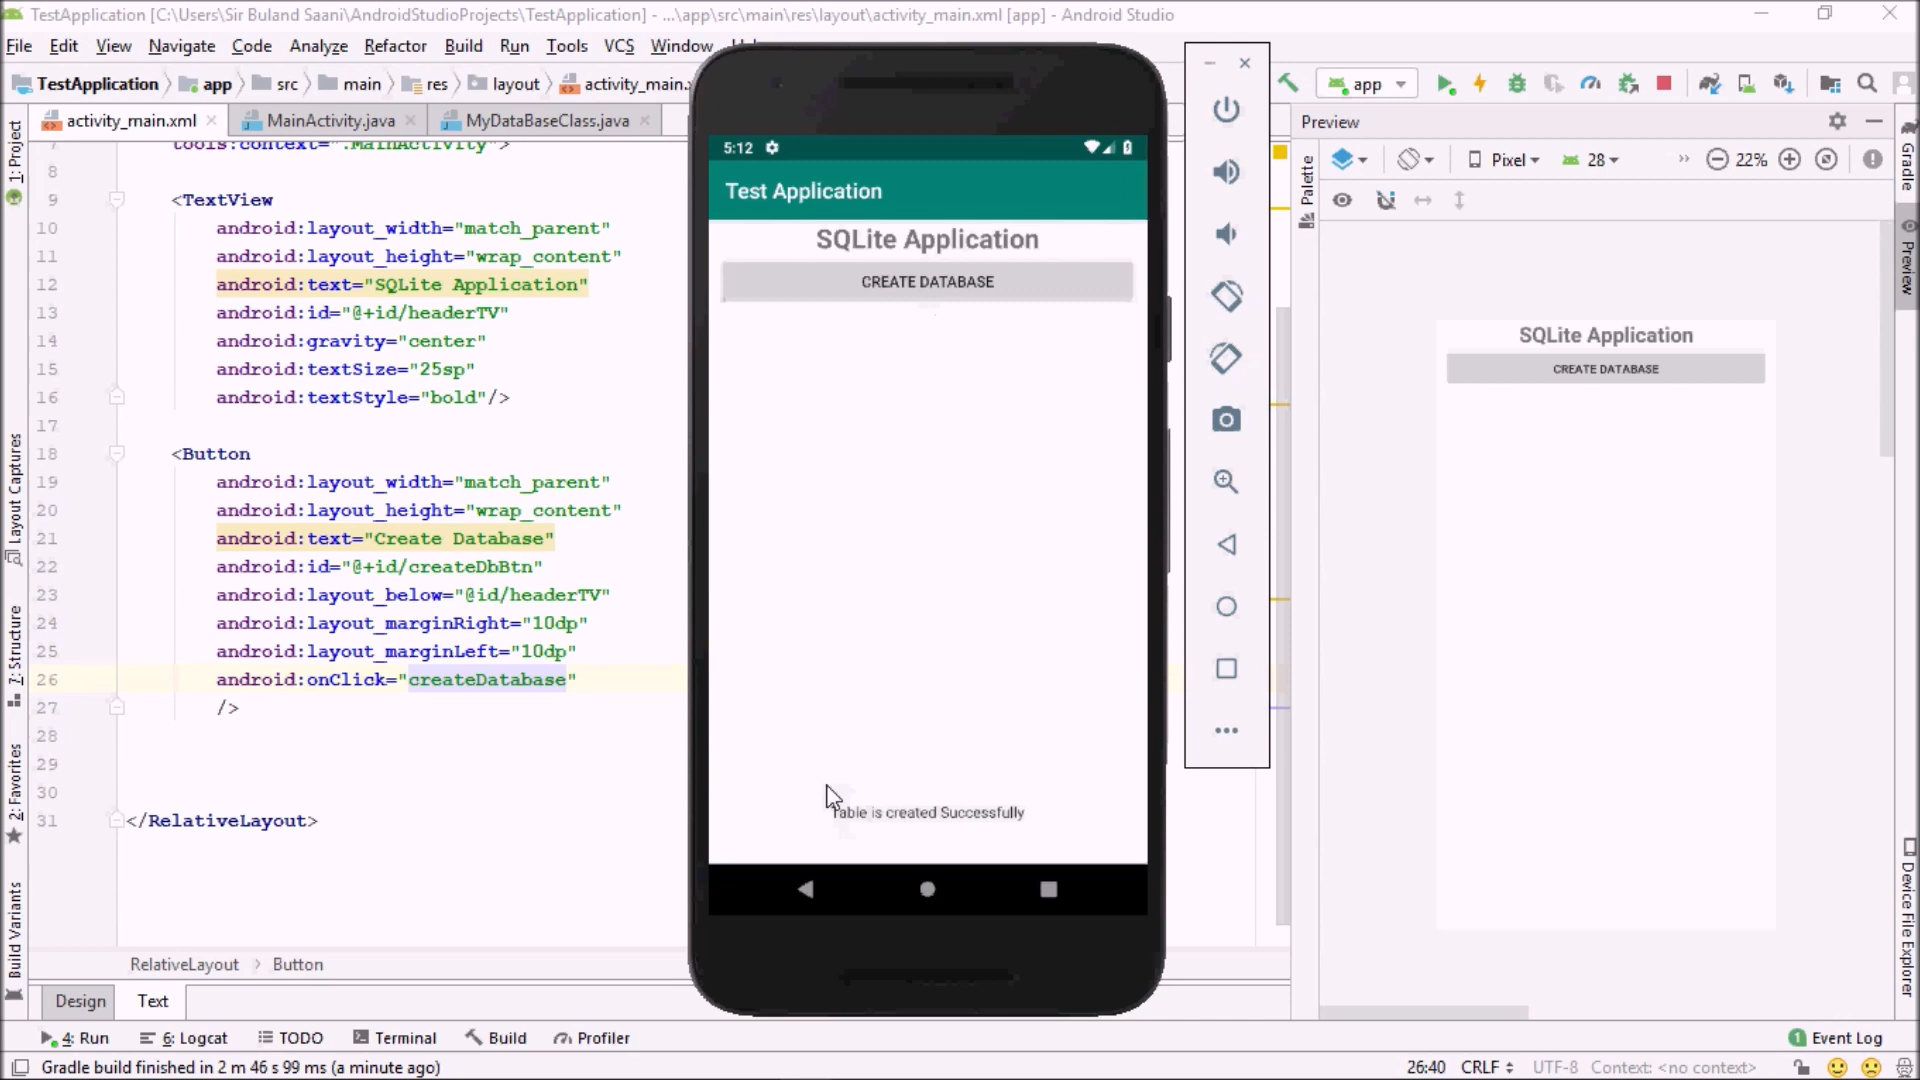 TestApplication [C:\Users\Sir Buland Saani\AndroidStudioProjects\TestApplication] - ...\app\src\main\res\layout\activity_main.xml [app] - Android Studio
File Edit View Navigate Code Analyze Refactor Build Run Tools VCS Window
TestApplication app src main res layout activity_main. app
activity_main.xml MainActivity.java MyDataBaseClass.java
Preview
Pixel 28 22%
1: Project
Layout Captures
7: Structure
2: Favorites
Build Variants
7 tools:context=".MainActivity">
8
9 <TextView
10 android:layout_width="match_parent"
11 android:layout_height="wrap_content"
12 android:text="SQLite Application"
13 android:id="@+id/headerTV"
14 android:gravity="center"
15 android:textSize="25sp"
16 android:textStyle="bold"/>
17
18 <Button
19 android:layout_width="match_parent"
20 android:layout_height="wrap_content"
21 android:text="Create Database"
22 android:id="@+id/createDbBtn"
23 android:layout_below="@id/headerTV"
24 android:layout_marginRight="10dp"
25 android:layout_marginLeft="10dp"
26 android:onClick="createDatabase"
27 />
28
29
30
31 </RelativeLayout>
5:12
Test Application
SQLite Application
CREATE DATABASE
Table is created Successfully
Palette
SQLite Application
CREATE DATABASE
Gradle
Preview
Device File Explorer
RelativeLayout > Button
Design Text
4: Run 6: Logcat TODO Terminal Build Profiler 1 Event Log
Gradle build finished in 2 m 46 s 99 ms (a minute ago) 26:40 CRLF UTF-8 Context: <no context>